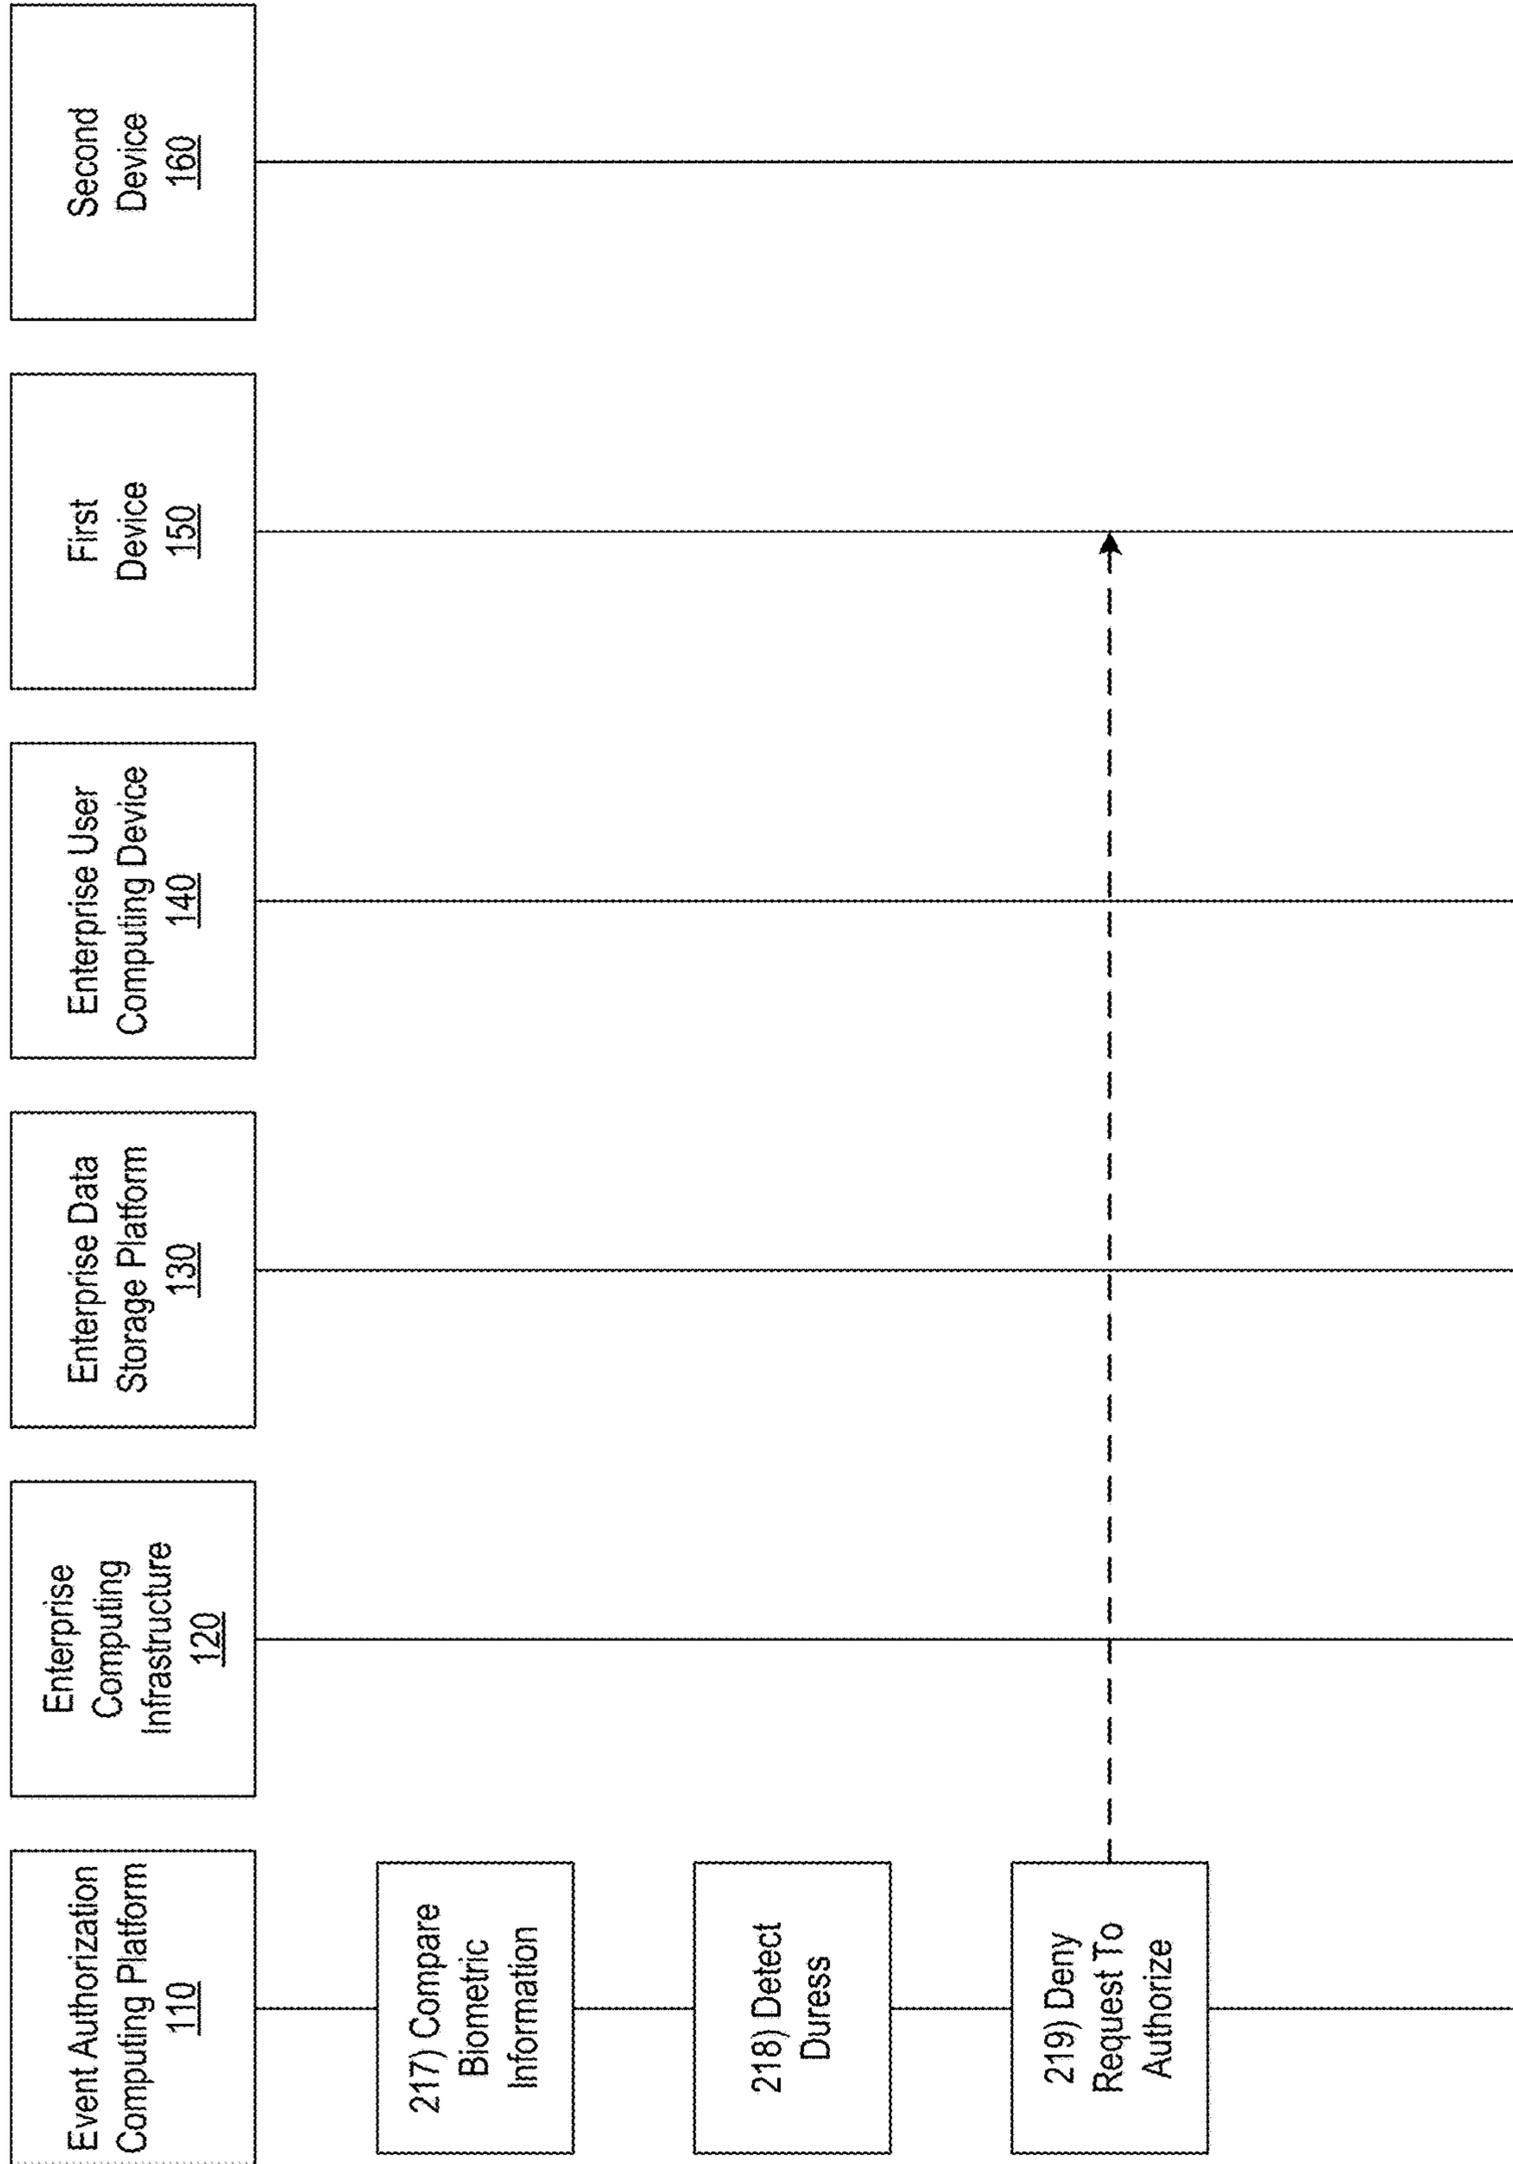 Event Authorization
Computing Platform
110
Enterprise
Computing
Infrastructure
120
Enterprise Data
Storage Platform
130
Enterprise User
Computing Device
140
First
Device
150
Second
Device
160
217) Compare
Biometric
Information
218) Detect
Duress
219) Deny
Request To
Authorize